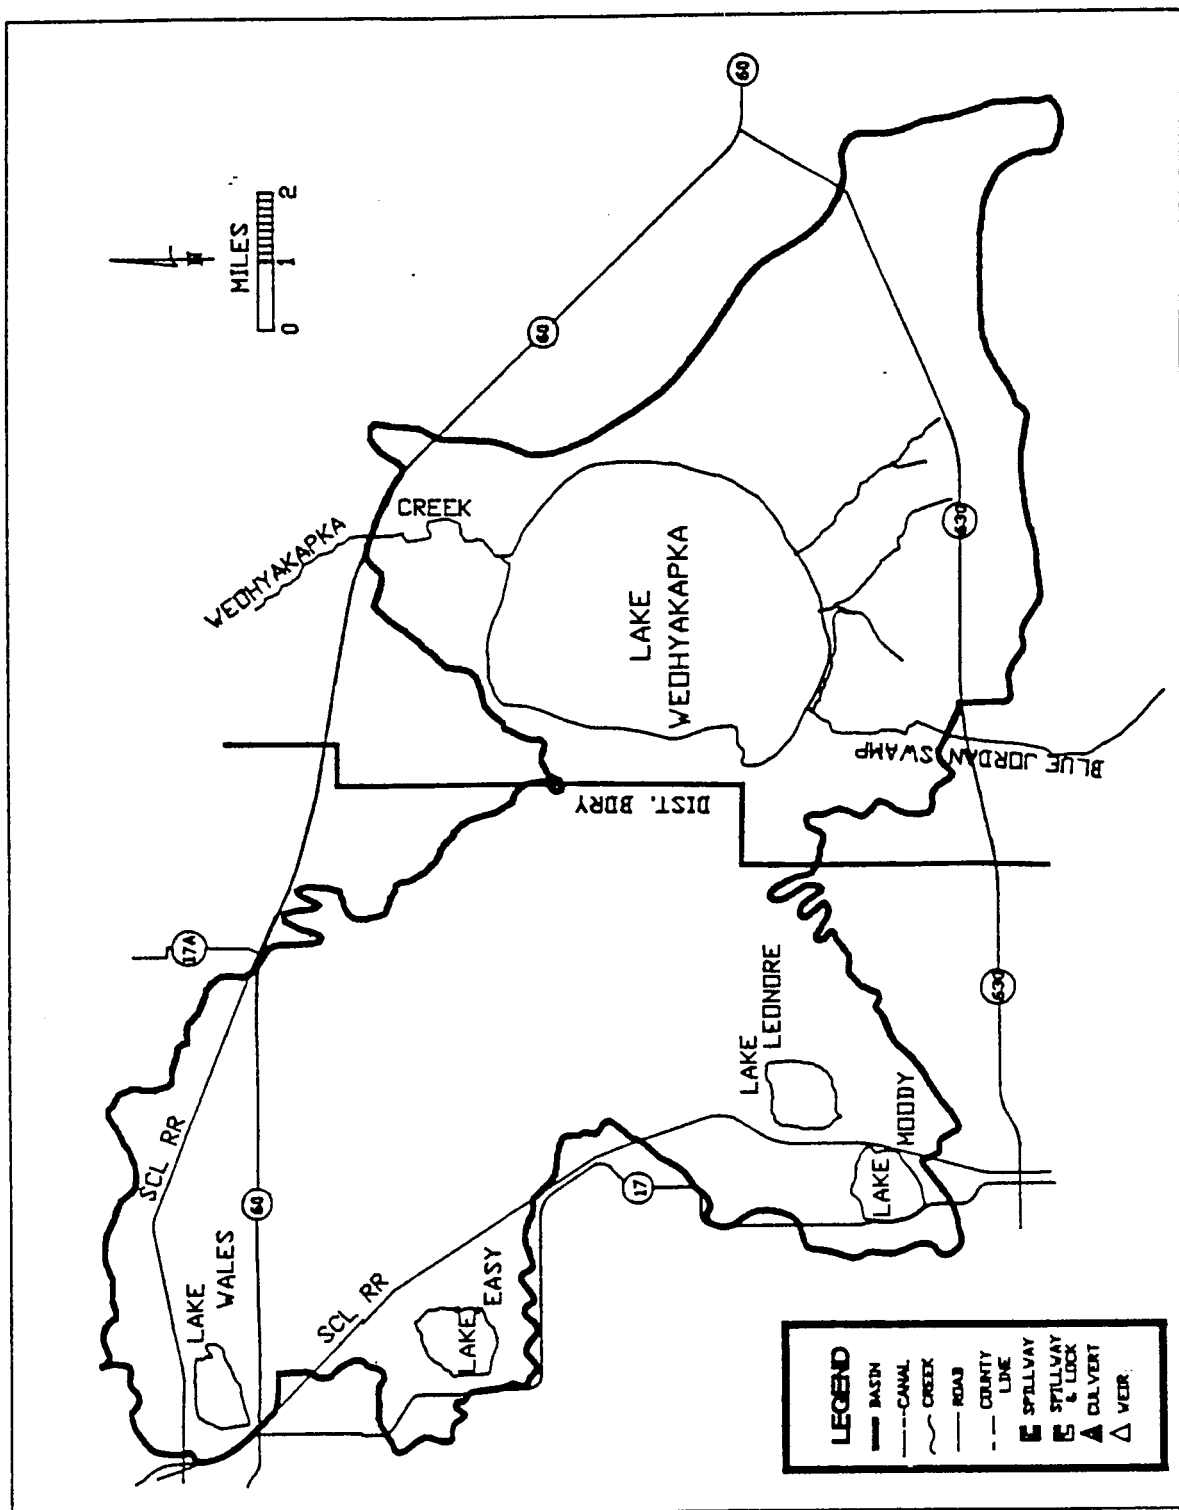 60
MILES
0 1 2
N
60
WEOHYAKAPKA
CREEK
17A
SCL RR
60
LAKE
WALES
SCL RR
LAKE
EASY
17
LAKE
WEOHYAKAPKA
DIST. BDRY
630
BLUE JORDAN SWAMP
LAKE
LEONORE
630
LAKE
MOODY
LEGEND
BASIN
CANAL
CREEK
ROAD
COUNTY
LINE
SPILLWAY
SPILLWAY
& LOCK
CULVERT
WEIR